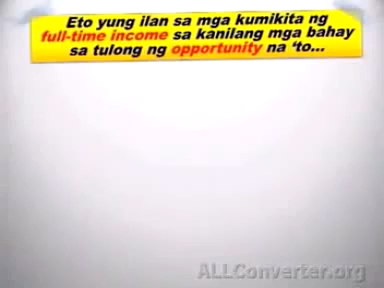 Eto yung ilan sa mga kumikita ng
full-time income sa kanilang mga bahay
sa tulong ng opportunity na ‘to...
ALLConverter.org